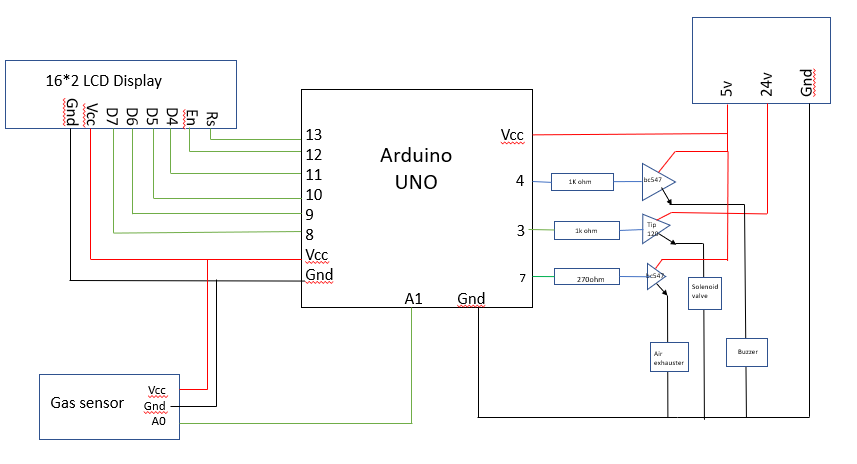 16*2 LCD Display
Gnd
Vcc
D7
D6
D5
D4
En
Rs
13
12
11
10
9
8
Vcc
Gnd
Arduino
UNO
A1
Gnd
Vcc
4
3
7
1K ohm
1k ohm
270ohm
bc547
Tip
120
bc547
5v
24v
Gnd
Solenoid
valve
Buzzer
Air
exhauster
Gas sensor
Vcc
Gnd
A0